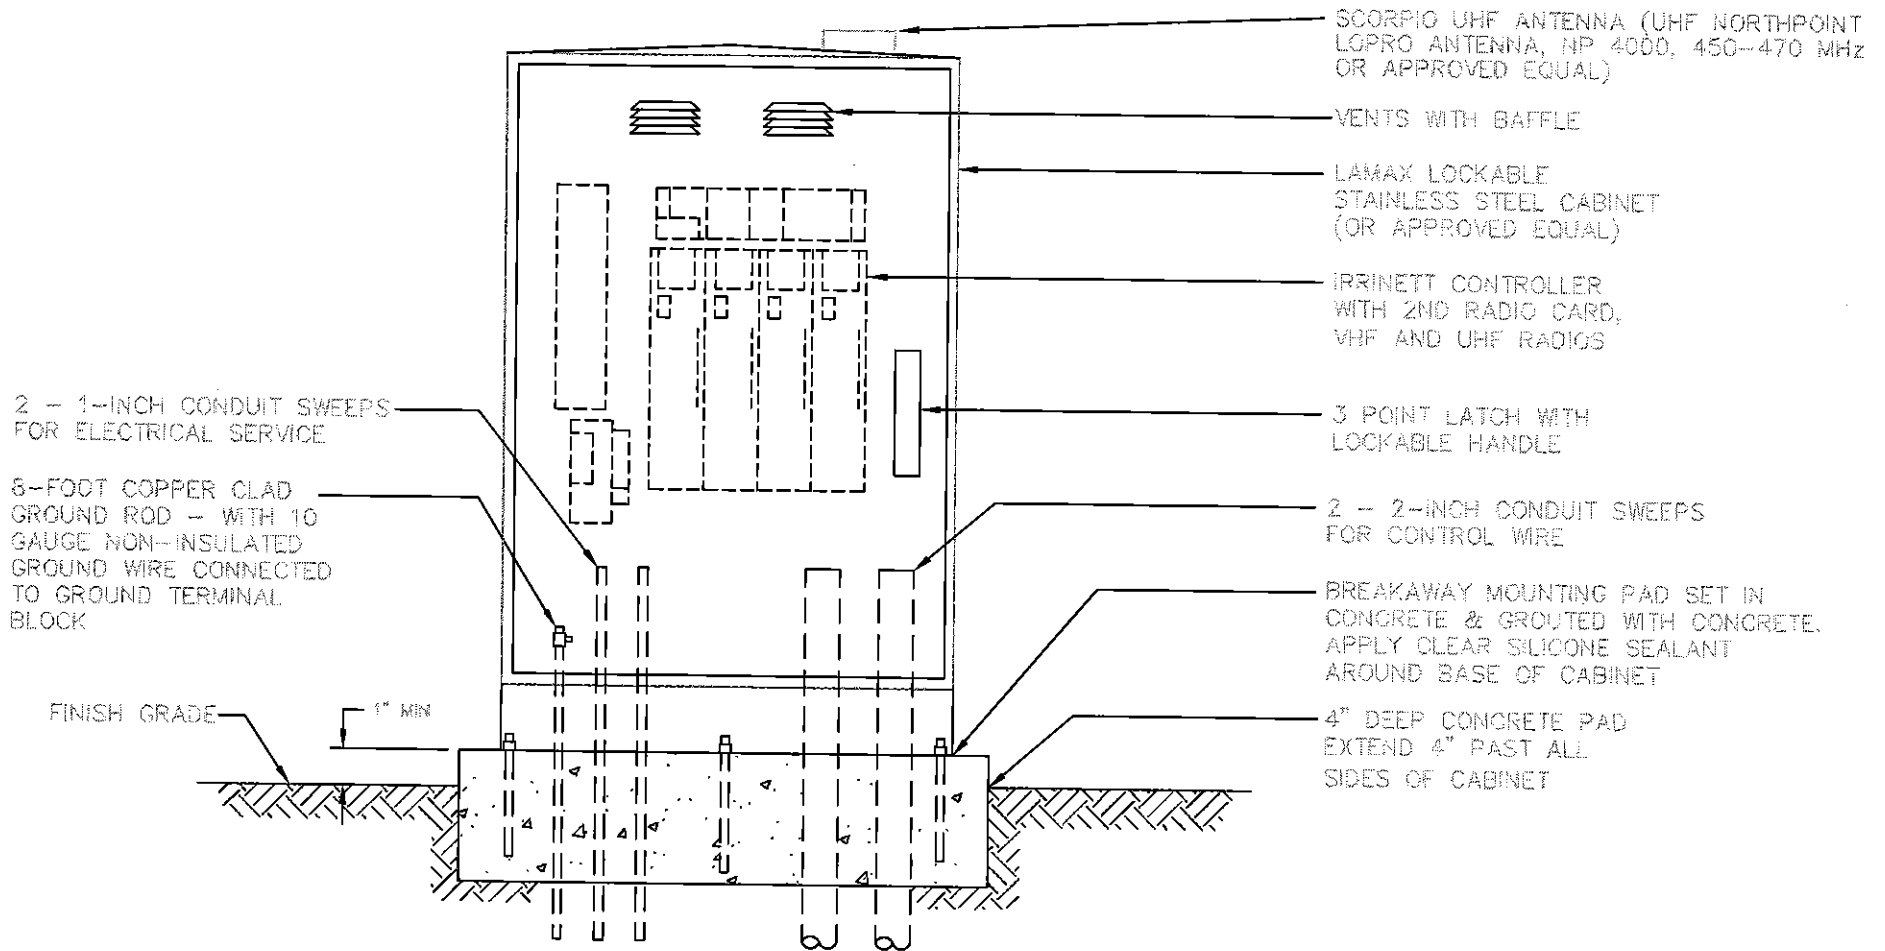 SCORPIO UHF ANTENNA (UHF NORTHPOINT
LOPRO ANTENNA, NP 4000, 450-470 MHz
OR APPROVED EQUAL)
VENTS WITH BAFFLE
LAMAX LOCKABLE
STAINLESS STEEL CABINET
(OR APPROVED EQUAL)
IRRINETT CONTROLLER
WITH 2ND RADIO CARD,
VHF AND UHF RADIOS
3 POINT LATCH WITH
LOCKABLE HANDLE
2 - 2-INCH CONDUIT SWEEPS
FOR CONTROL WIRE
BREAKAWAY MOUNTING PAD SET IN
CONCRETE & GROUTED WITH CONCRETE.
APPLY CLEAR SILICONE SEALANT
AROUND BASE OF CABINET
4" DEEP CONCRETE PAD
EXTEND 4" PAST ALL
SIDES OF CABINET
2 - 1-INCH CONDUIT SWEEPS
FOR ELECTRICAL SERVICE
8-FOOT COPPER CLAD
GROUND ROD - WITH 10
GAUGE NON-INSULATED
GROUND WIRE CONNECTED
TO GROUND TERMINAL
BLOCK
FINISH GRADE
1" MIN